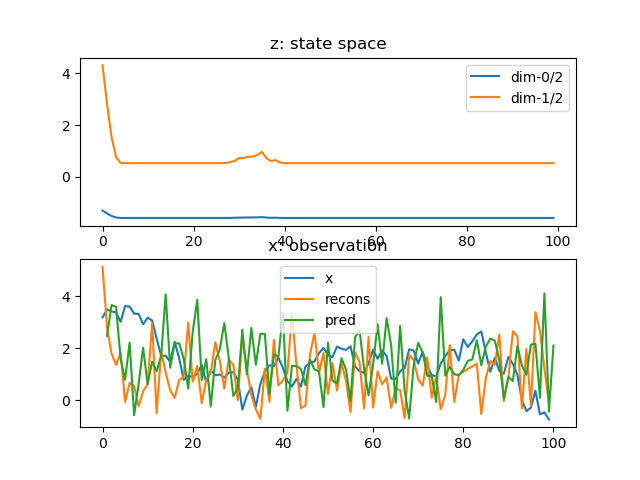 z: state space
4
2
0
dim-0/2
dim-1/2
0 20 40 60 80 100
x: observation
4
2
0
x
recons
pred
0 20 40 60 80 100